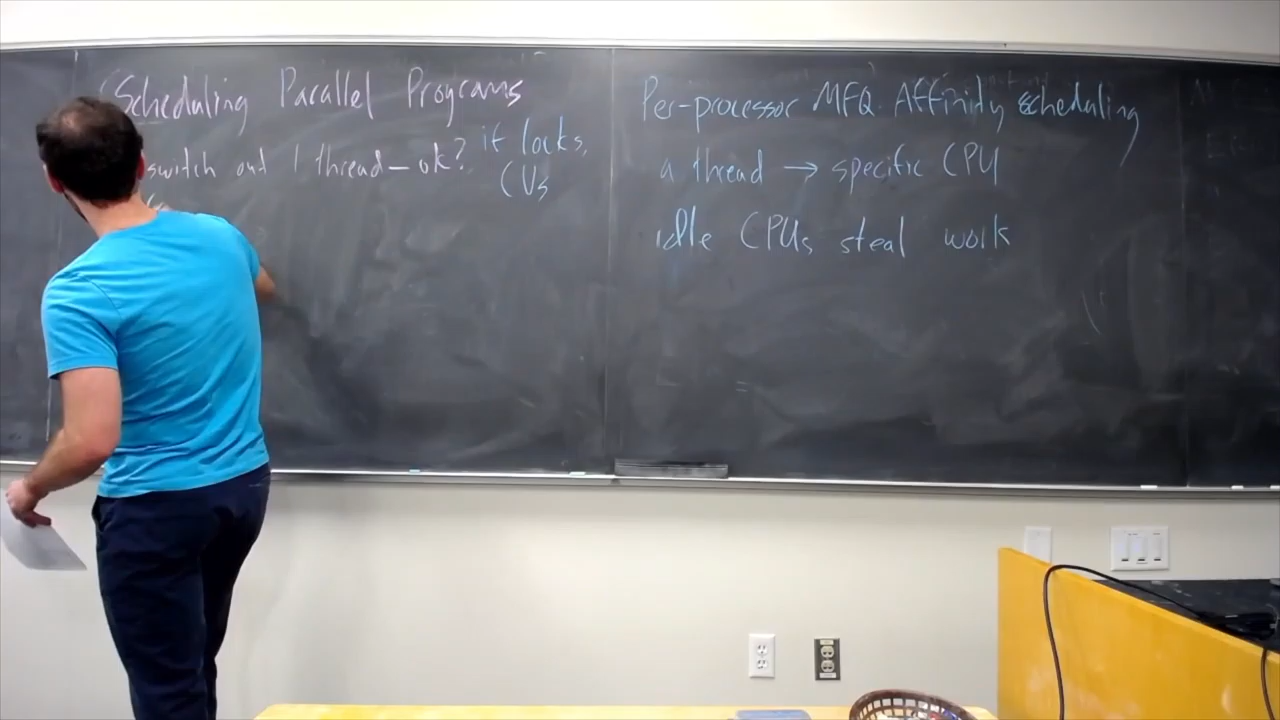 Scheduling Parallel Programs
switch out 1 thread - ok? if locks,
CVs
Per-processor MFQ. Affinity scheduling
a thread → specific CPU
idle CPUs steal work